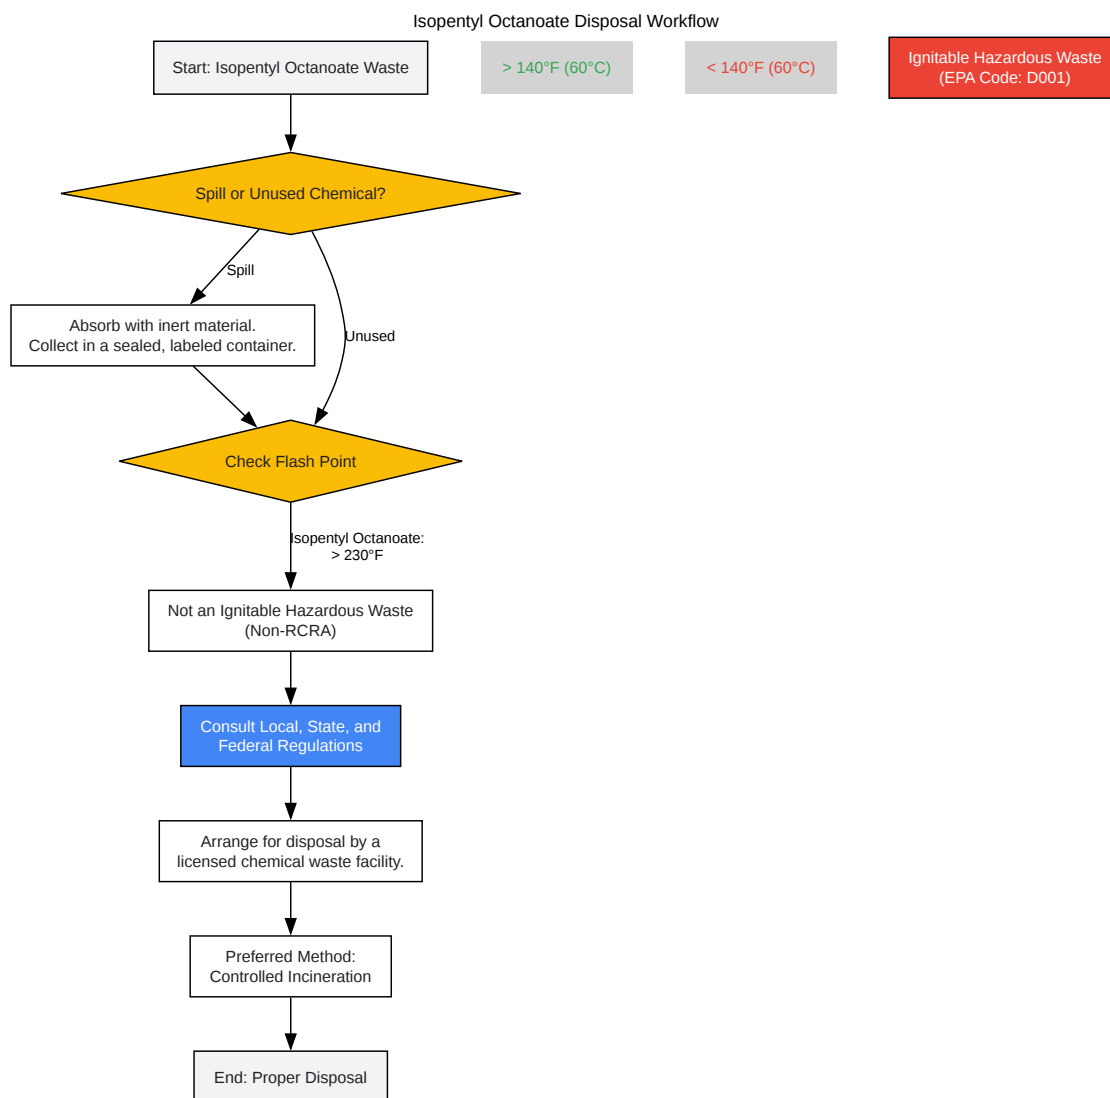 Isopentyl Octanoate Disposal Workflow
Start: Isopentyl Octanoate Waste
> 140°F (60°C)
< 140°F (60°C)
Ignitable Hazardous Waste
(EPA Code: D001)
Spill or Unused Chemical?
Spill
Absorb with inert material.
Collect in a sealed, labeled container.
Unused
Check Flash Point
Isopentyl Octanoate:
> 230°F
Not an Ignitable Hazardous Waste
(Non-RCRA)
Consult Local, State, and
Federal Regulations
Arrange for disposal by a
licensed chemical waste facility.
Preferred Method:
Controlled Incineration
End: Proper Disposal